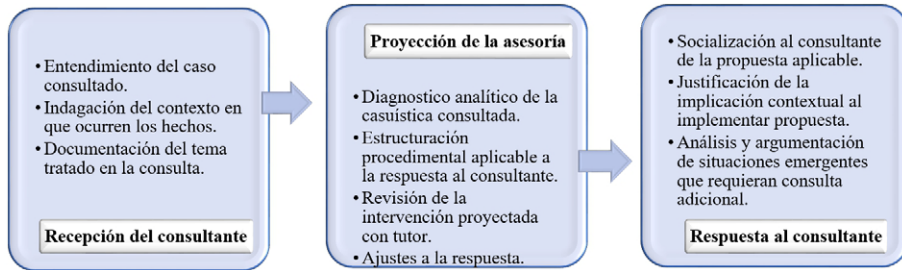 • Entendimiento del caso
consultado.
• Indagación del contexto en
que ocurren los hechos.
• Documentación del tema
tratado en la consulta.
Recepción del consultante
Proyección de la asesoría
• Diagnostico analítico de la
casuística consultada.
• Estructuración
procedimental aplicable a
la respuesta al consultante.
• Revisión de la
intervención proyectada
con tutor.
• Ajustes a la respuesta.
• Socialización al consultante
de la propuesta aplicable.
• Justificación de la
implicación contextual al
implementar propuesta.
• Análisis y argumentación
de situaciones emergentes
que requieran consulta
adicional.
Respuesta al consultante